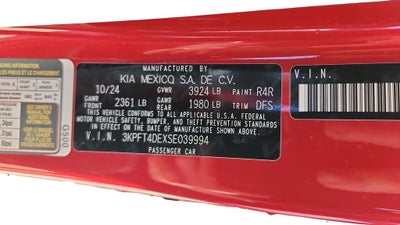 MANUFACTURED BY
KIA MEXICO S.A. DE C.V.
10/24 GVWR 3924 LB PAINT R4R
GAWR FRONT 2361 LB GAWR REAR 1980 LB TRIM DFS
THIS VEHICLE CONFORMS TO ALL APPLICABLE U.S.A. FEDERAL
MOTOR VEHICLE SAFETY, BUMPER, AND THEFT PREVENTION
STANDARDS IN EFFECT ON THE DATE OF MANUFACTURE
V.I.N. 3KPFT4DEXSE039994
PASSENGER CAR
V.I.N.
G500